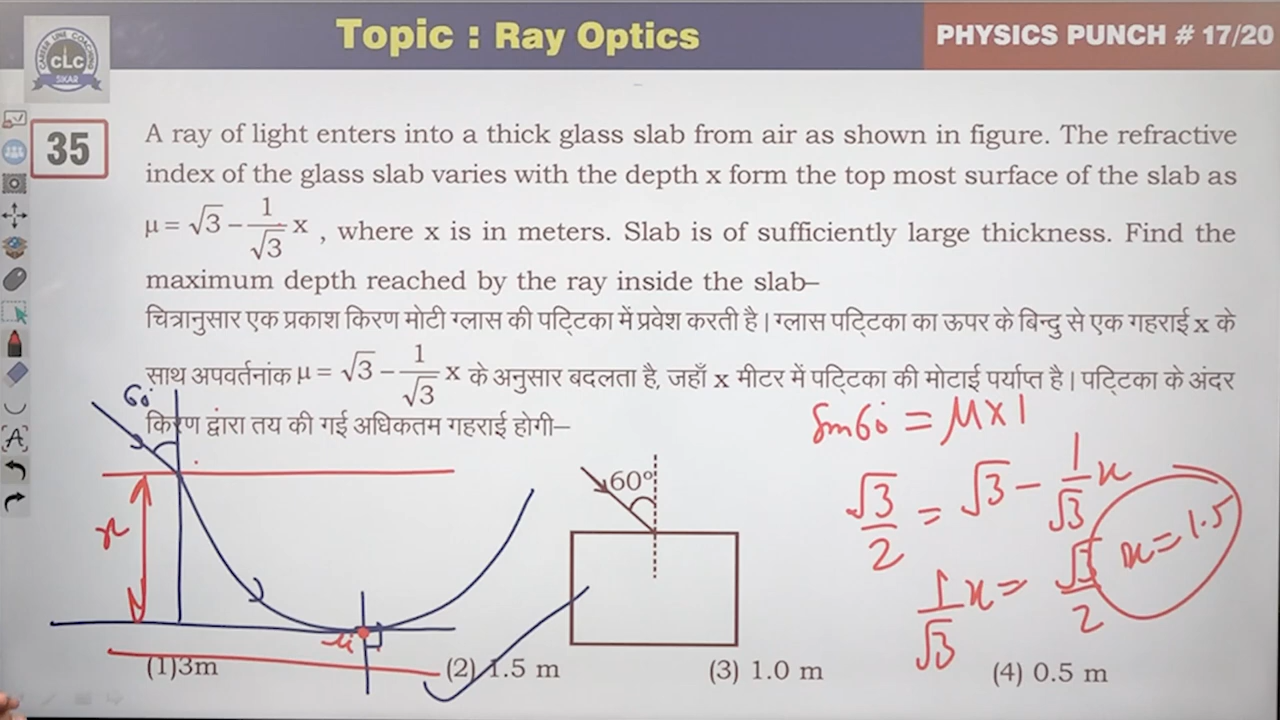 Topic : Ray Optics
PHYSICS PUNCH # 17/20
CAREER LINE COACHING
CLC
SIKAR
35
A ray of light enters into a thick glass slab from air as shown in figure. The refractive
index of the glass slab varies with the depth x form the top most surface of the slab as
μ = √3 − 1/√3 x , where x is in meters. Slab is of sufficiently large thickness. Find the
maximum depth reached by the ray inside the slab–
चित्रानुसार एक प्रकाश किरण मोटी ग्लास की पट्टिका में प्रवेश करती है। ग्लास पट्टिका का ऊपर के बिन्दु से एक गहराई x के
साथ अपवर्तनांक μ = √3 − 1/√3 x के अनुसार बदलता है, जहाँ x मीटर में पट्टिका की मोटाई पर्याप्त है। पट्टिका के अंदर
किरण द्वारा तय की गई अधिकतम गहराई होगी–
60°
x
μ
60°
Sin60° = μ×1
√3/2 = √3 − 1/√3 x
1/√3 x = √3/2
x = 1.5
(1)3m
(2) 1.5 m
(3) 1.0 m
(4) 0.5 m